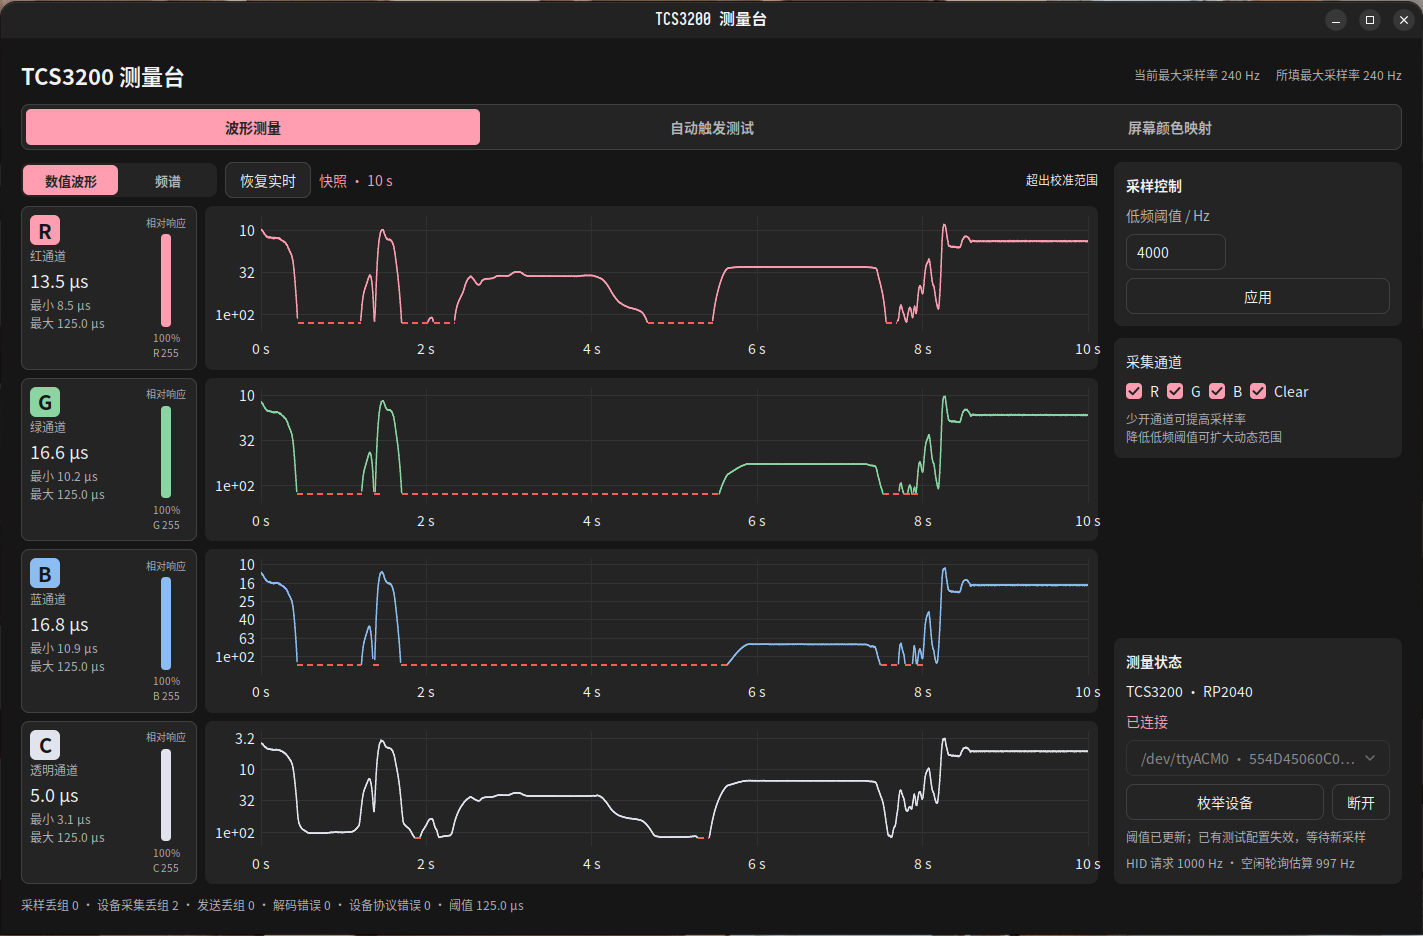 TCS3200 测量台
TCS3200 测量台
当前最大采样率 240 Hz 所填最大采样率 240 Hz
波形测量 自动触发测试 屏幕颜色映射
数值波形 频谱 恢复实时 快照 · 10 s 超出校准范围
R 相对响应
红通道
13.5 µs
最小 8.5 µs
最大 125.0 µs
100%
R 255
10
32
1e+02
0 s 2 s 4 s 6 s 8 s 10 s
G 相对响应
绿通道
16.6 µs
最小 10.2 µs
最大 125.0 µs
100%
G 255
10
32
1e+02
0 s 2 s 4 s 6 s 8 s 10 s
B 相对响应
蓝通道
16.8 µs
最小 10.9 µs
最大 125.0 µs
100%
B 255
10
16
25
40
63
1e+02
0 s 2 s 4 s 6 s 8 s 10 s
C 相对响应
透明通道
5.0 µs
最小 3.1 µs
最大 125.0 µs
100%
C 255
3.2
10
32
1e+02
0 s 2 s 4 s 6 s 8 s 10 s
采样控制
低频阈值 / Hz
4000
应用
采集通道
R G B Clear
少开通道可提高采样率
降低低频阈值可扩大动态范围
测量状态
TCS3200 · RP2040
已连接
/dev/ttyACM0 · 554D45060C0...
枚举设备 断开
阈值已更新；已有测试配置失效，等待新采样
HID 请求 1000 Hz · 空闲轮询估算 997 Hz
采样丢组 0 · 设备采集丢组 2 · 发送丢组 0 · 解码错误 0 · 设备协议错误 0 · 阈值 125.0 µs